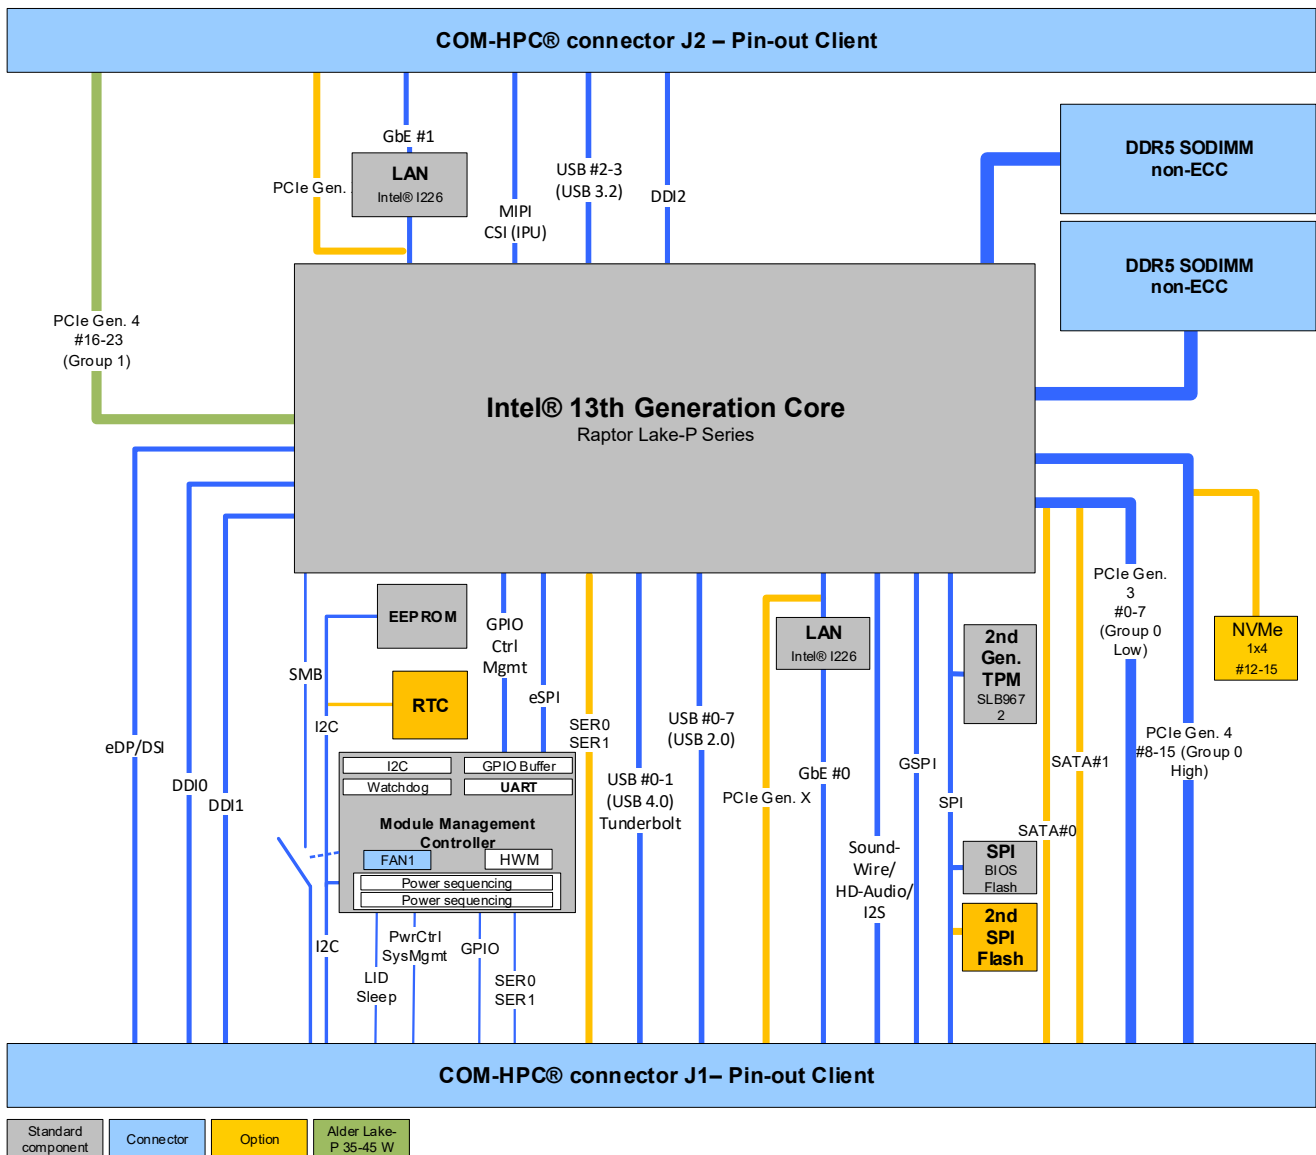 COM-HPC® connector J2 – Pin-out Client
GbE #1
LAN
Intel® I226
PCIe Gen.
MIPI
CSI (IPU)
USB #2-3
(USB 3.2)
DDI2
DDR5 SODIMM
non-ECC
DDR5 SODIMM
non-ECC
PCIe Gen. 4
#16-23
(Group 1)
Intel® 13th Generation Core
Raptor Lake-P Series
EEPROM
RTC
SMB
I2C
GPIO
Ctrl
Mgmt
eSPI
SER0
SER1
USB #0-1
(USB 4.0)
Tunderbolt
USB #0-7
(USB 2.0)
PCIe Gen. X
LAN
Intel® I226
GbE #0
Sound-
Wire/
HD-Audio/
I2S
GSPI
SPI
2nd
Gen.
TPM
SLB967
2
SPI
BIOS
Flash
2nd
SPI
Flash
SATA#0
SATA#1
PCIe Gen.
3
#0-7
(Group 0
Low)
PCIe Gen. 4
#8-15 (Group 0
High)
NVMe
1x4
#12-15
eDP/DSI
DDI0
DDI1
I2C
GPIO Buffer
Watchdog
UART
Module Management
Controller
FAN1
HWM
Power sequencing
Power sequencing
I2C
LID
Sleep
PwrCtrl
SysMgmt
GPIO
SER0
SER1
COM-HPC® connector J1– Pin-out Client
Standard
component
Connector
Option
Alder Lake-
P 35-45 W